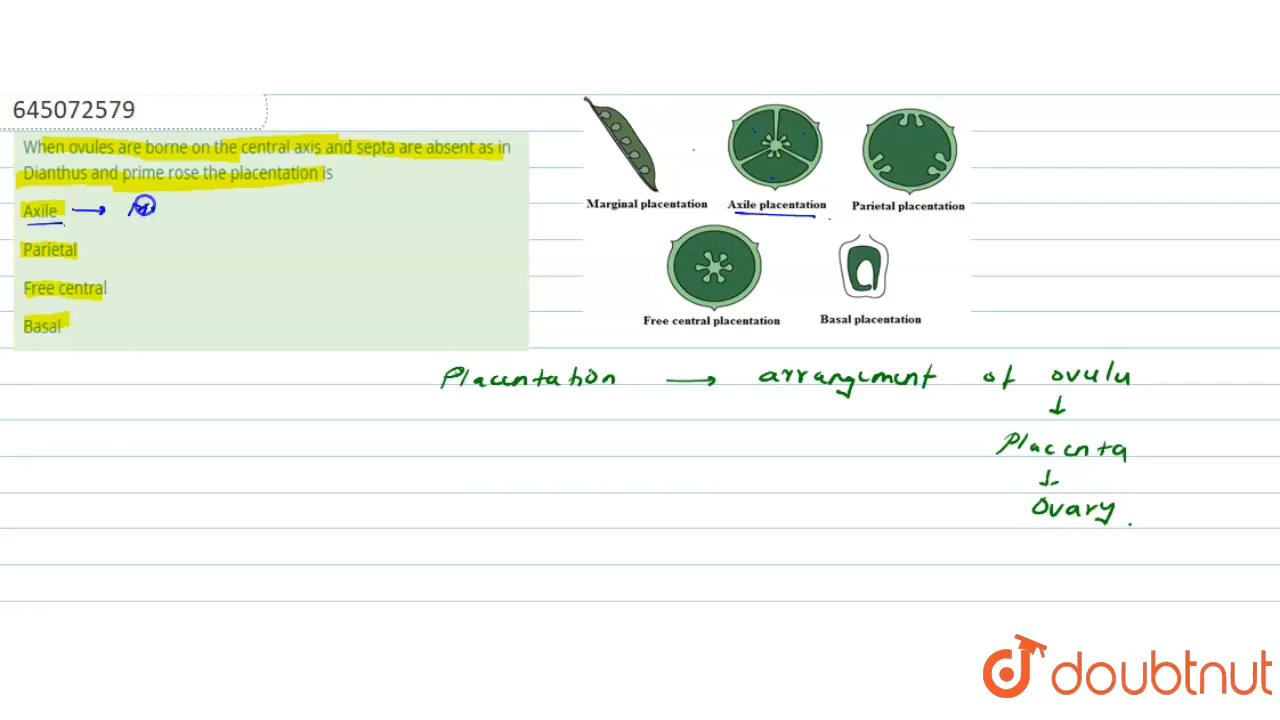 645072579
When ovules are borne on the central axis and septa are absent as in
Dianthus and prime rose the placentation is
Axile →
Parietal
Free central
Basal
Marginal placentation
Axile placentation
Parietal placentation
Free central placentation
Basal placentation
Placentation → arrangement of ovulu
↓
Placenta
↓
Ovary
doubtnut